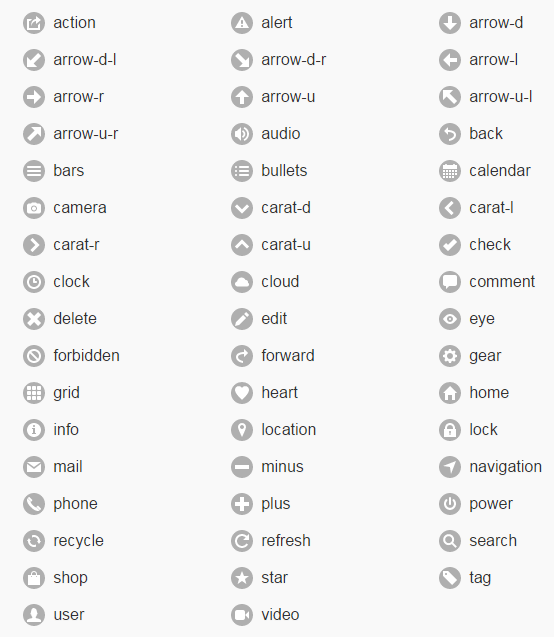 action alert arrow-d
arrow-d-l arrow-d-r arrow-l
arrow-r arrow-u arrow-u-l
arrow-u-r audio back
bars bullets calendar
camera carat-d carat-l
carat-r carat-u check
clock cloud comment
delete edit eye
forbidden forward gear
grid heart home
info location lock
mail minus navigation
phone plus power
recycle refresh search
shop star tag
user video